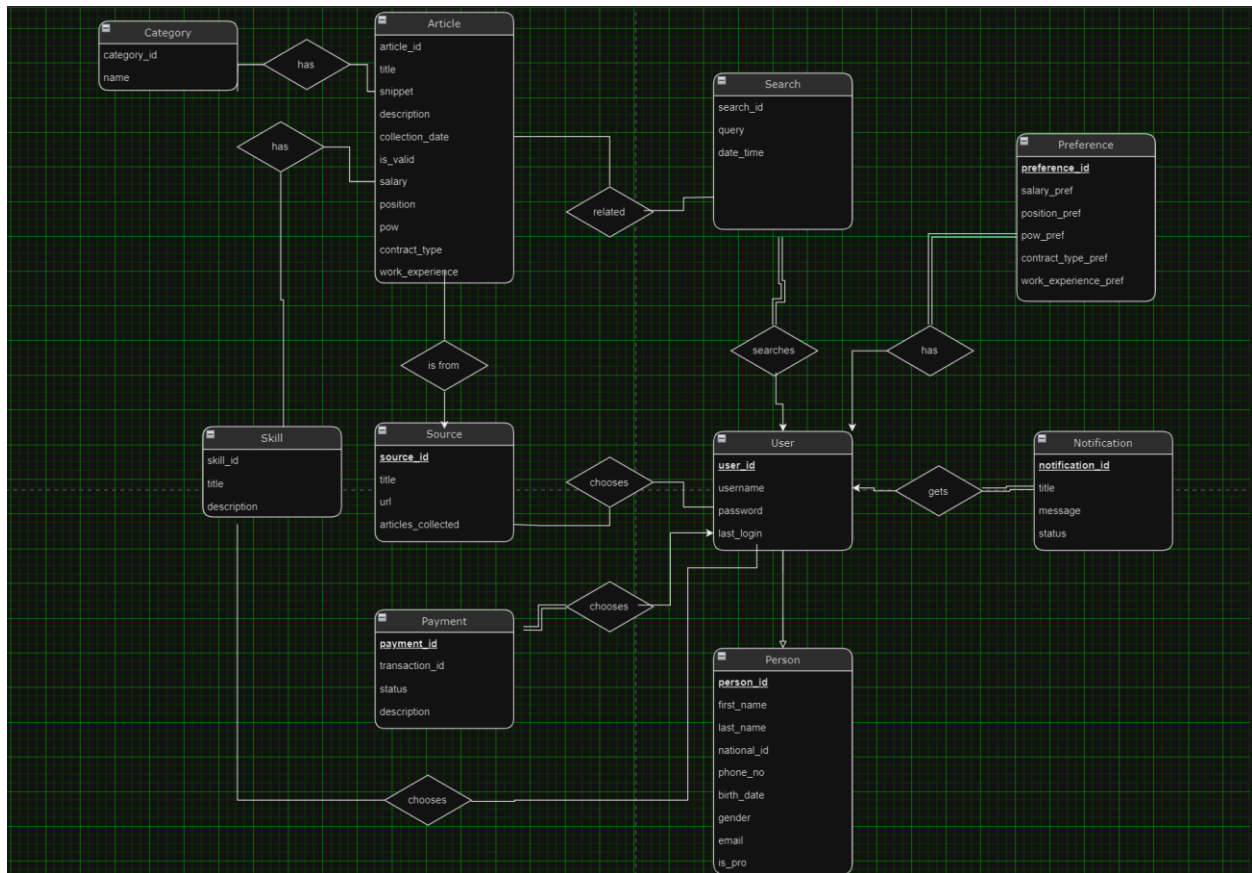 Category
category_id
name
has
Article
article_id
title
snippet
description
collection_date
is_valid
salary
position
pow
contract_type
work_experience
has
related
Search
search_id
query
date_time
Preference
preference_id
salary_pref
position_pref
pow_pref
contract_type_pref
work_experience_pref
is from
searches
has
Skill
skill_id
title
description
Source
source_id
title
url
articles_collected
chooses
User
user_id
username
password
last_login
gets
Notification
notification_id
title
message
status
Payment
payment_id
transaction_id
status
description
chooses
Person
person_id
first_name
last_name
national_id
phone_no
birth_date
gender
email
is_pro
chooses